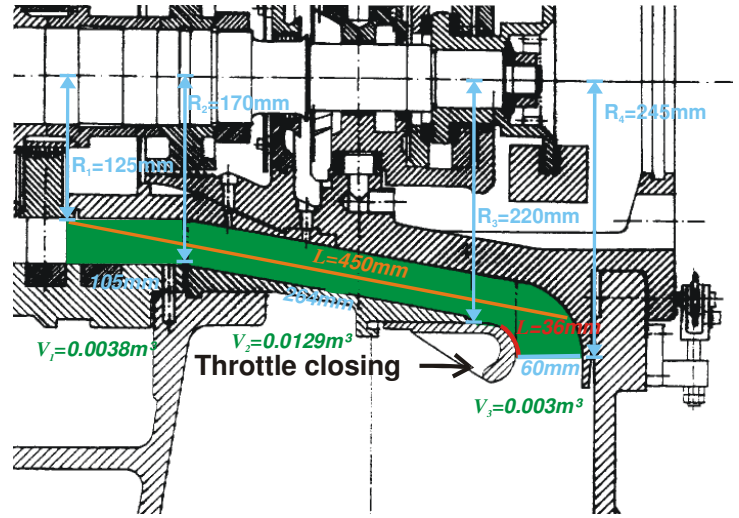 R₂=170mm
R₄=245mm
R₁=125mm
R₃=220mm
L=450mm
105mm
204mm
L=36mm
V₁=0.0038m³
V₂=0.0129m³
Throttle closing
60mm
V₃=0.003m³